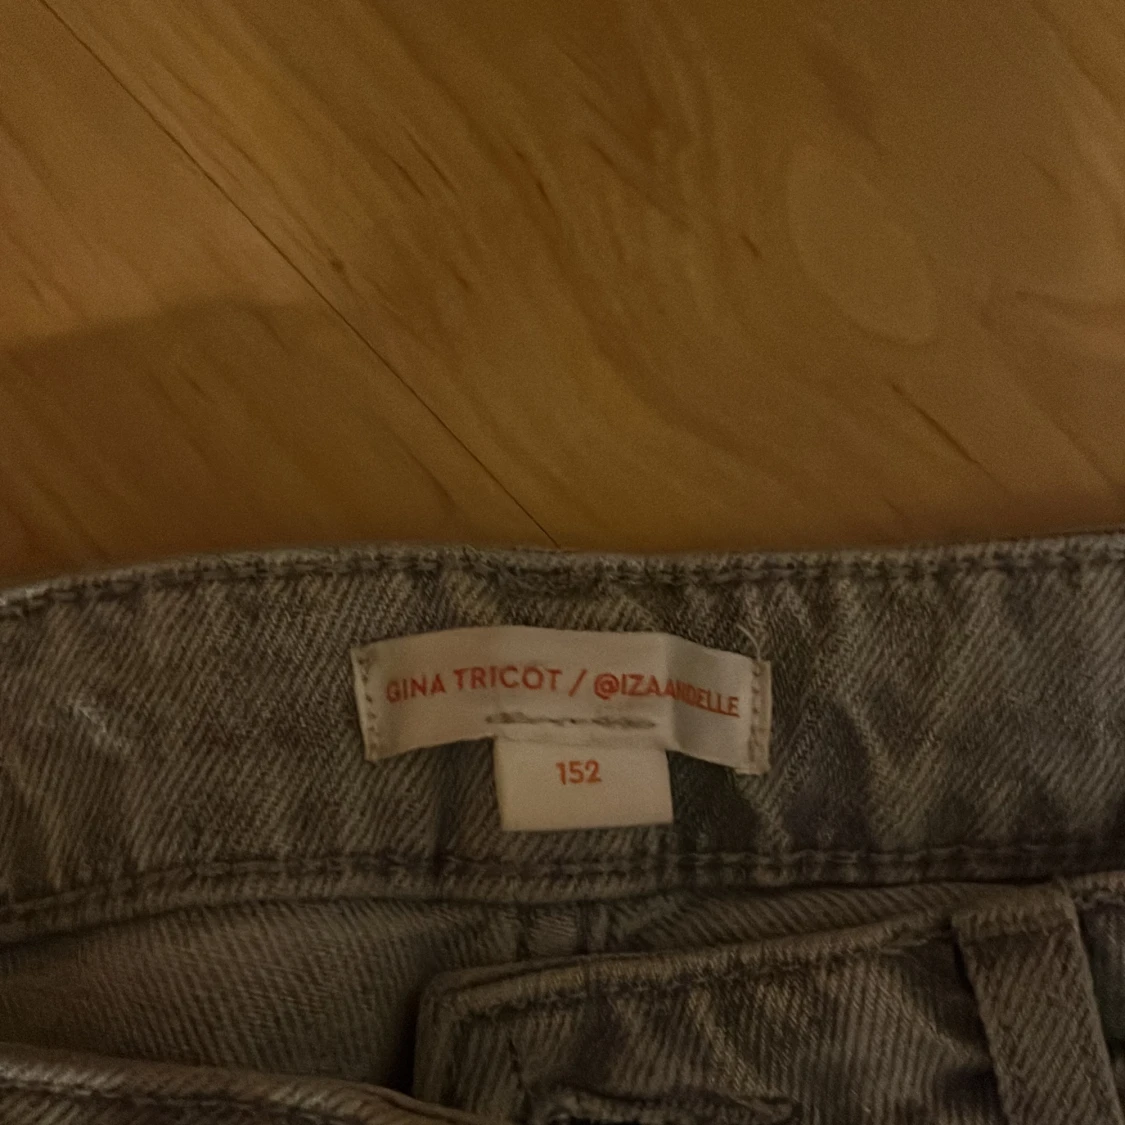 GINA TRICOT / @IZAANDELLE
152